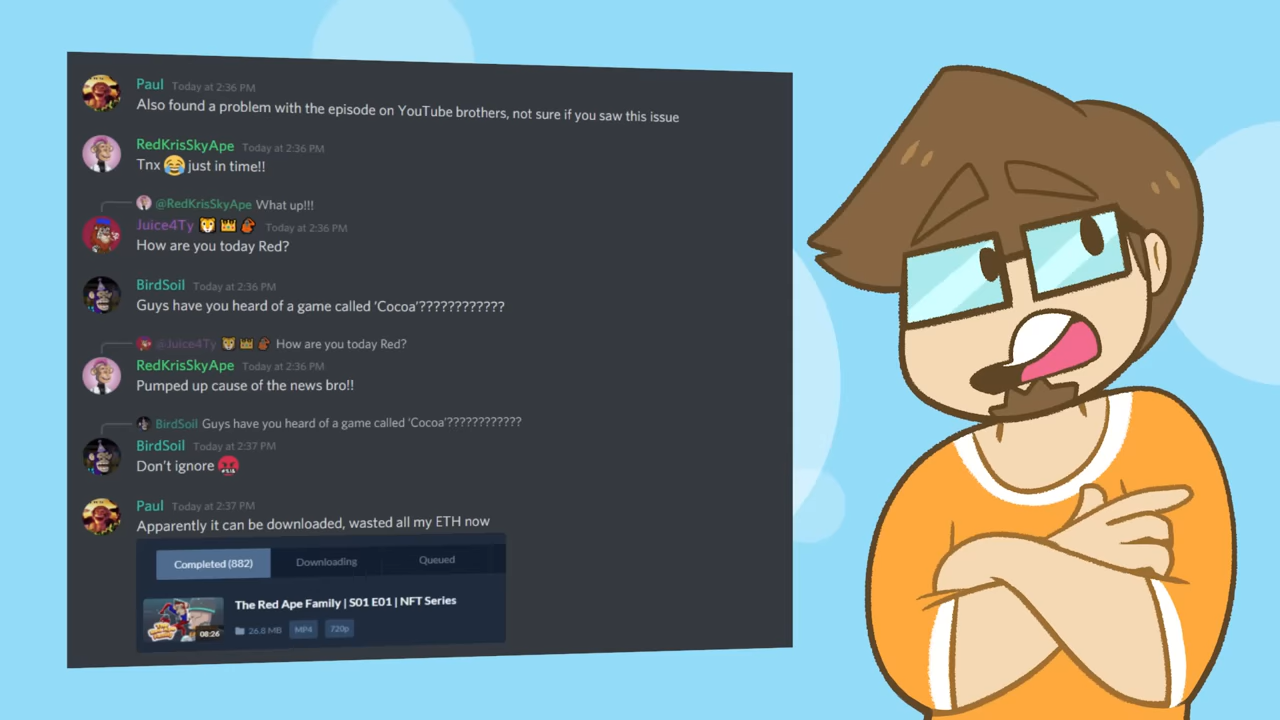 Paul Today at 2:36 PM
Also found a problem with the episode on YouTube brothers, not sure if you saw this issue
RedKrisSkyApe Today at 2:36 PM
Tnx 😂 just in time!!
@RedKrisSkyApe What up!!!
Juice4Ty 🐯 👑 🦧 Today at 2:36 PM
How are you today Red?
BirdSoil Today at 2:36 PM
Guys have you heard of a game called ‘Cocoa’????????????
@Juice4Ty 🐯 👑 🦧 How are you today Red?
RedKrisSkyApe Today at 2:36 PM
Pumped up cause of the news bro!!
BirdSoil Guys have you heard of a game called ‘Cocoa’????????????
BirdSoil Today at 2:37 PM
Don’t ignore 🤬
Paul Today at 2:37 PM
Apparently it can be downloaded, wasted all my ETH now
Completed (882) Downloading Queued
The Red Ape Family | S01 E01 | NFT Series
08:26 26.8 MB MP4 720p